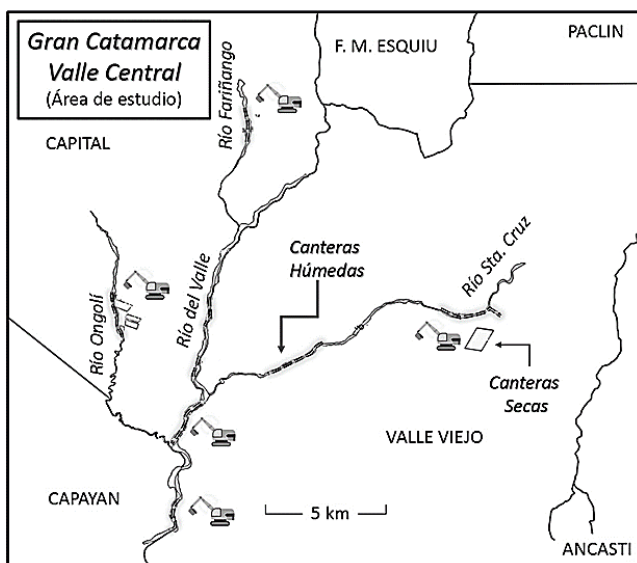 Gran Catamarca
Valle Central
(Área de estudio)
F. M. ESQUIU
PACLIN
CAPITAL
Río Fariñango
Río Ongolí
Río del Valle
Canteras
Húmedas
Río Sta. Cruz
Canteras
Secas
VALLE VIEJO
CAPAYAN
5 km
ANCASTI